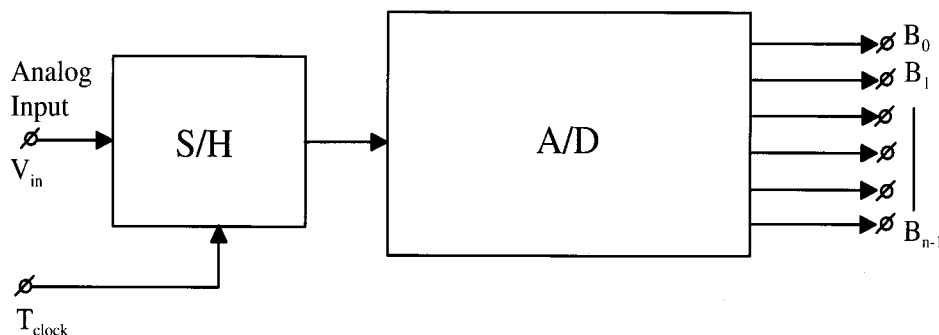 Analog
Input
V_in
S/H
A/D
T_clock
B_0
B_1
B_n-1